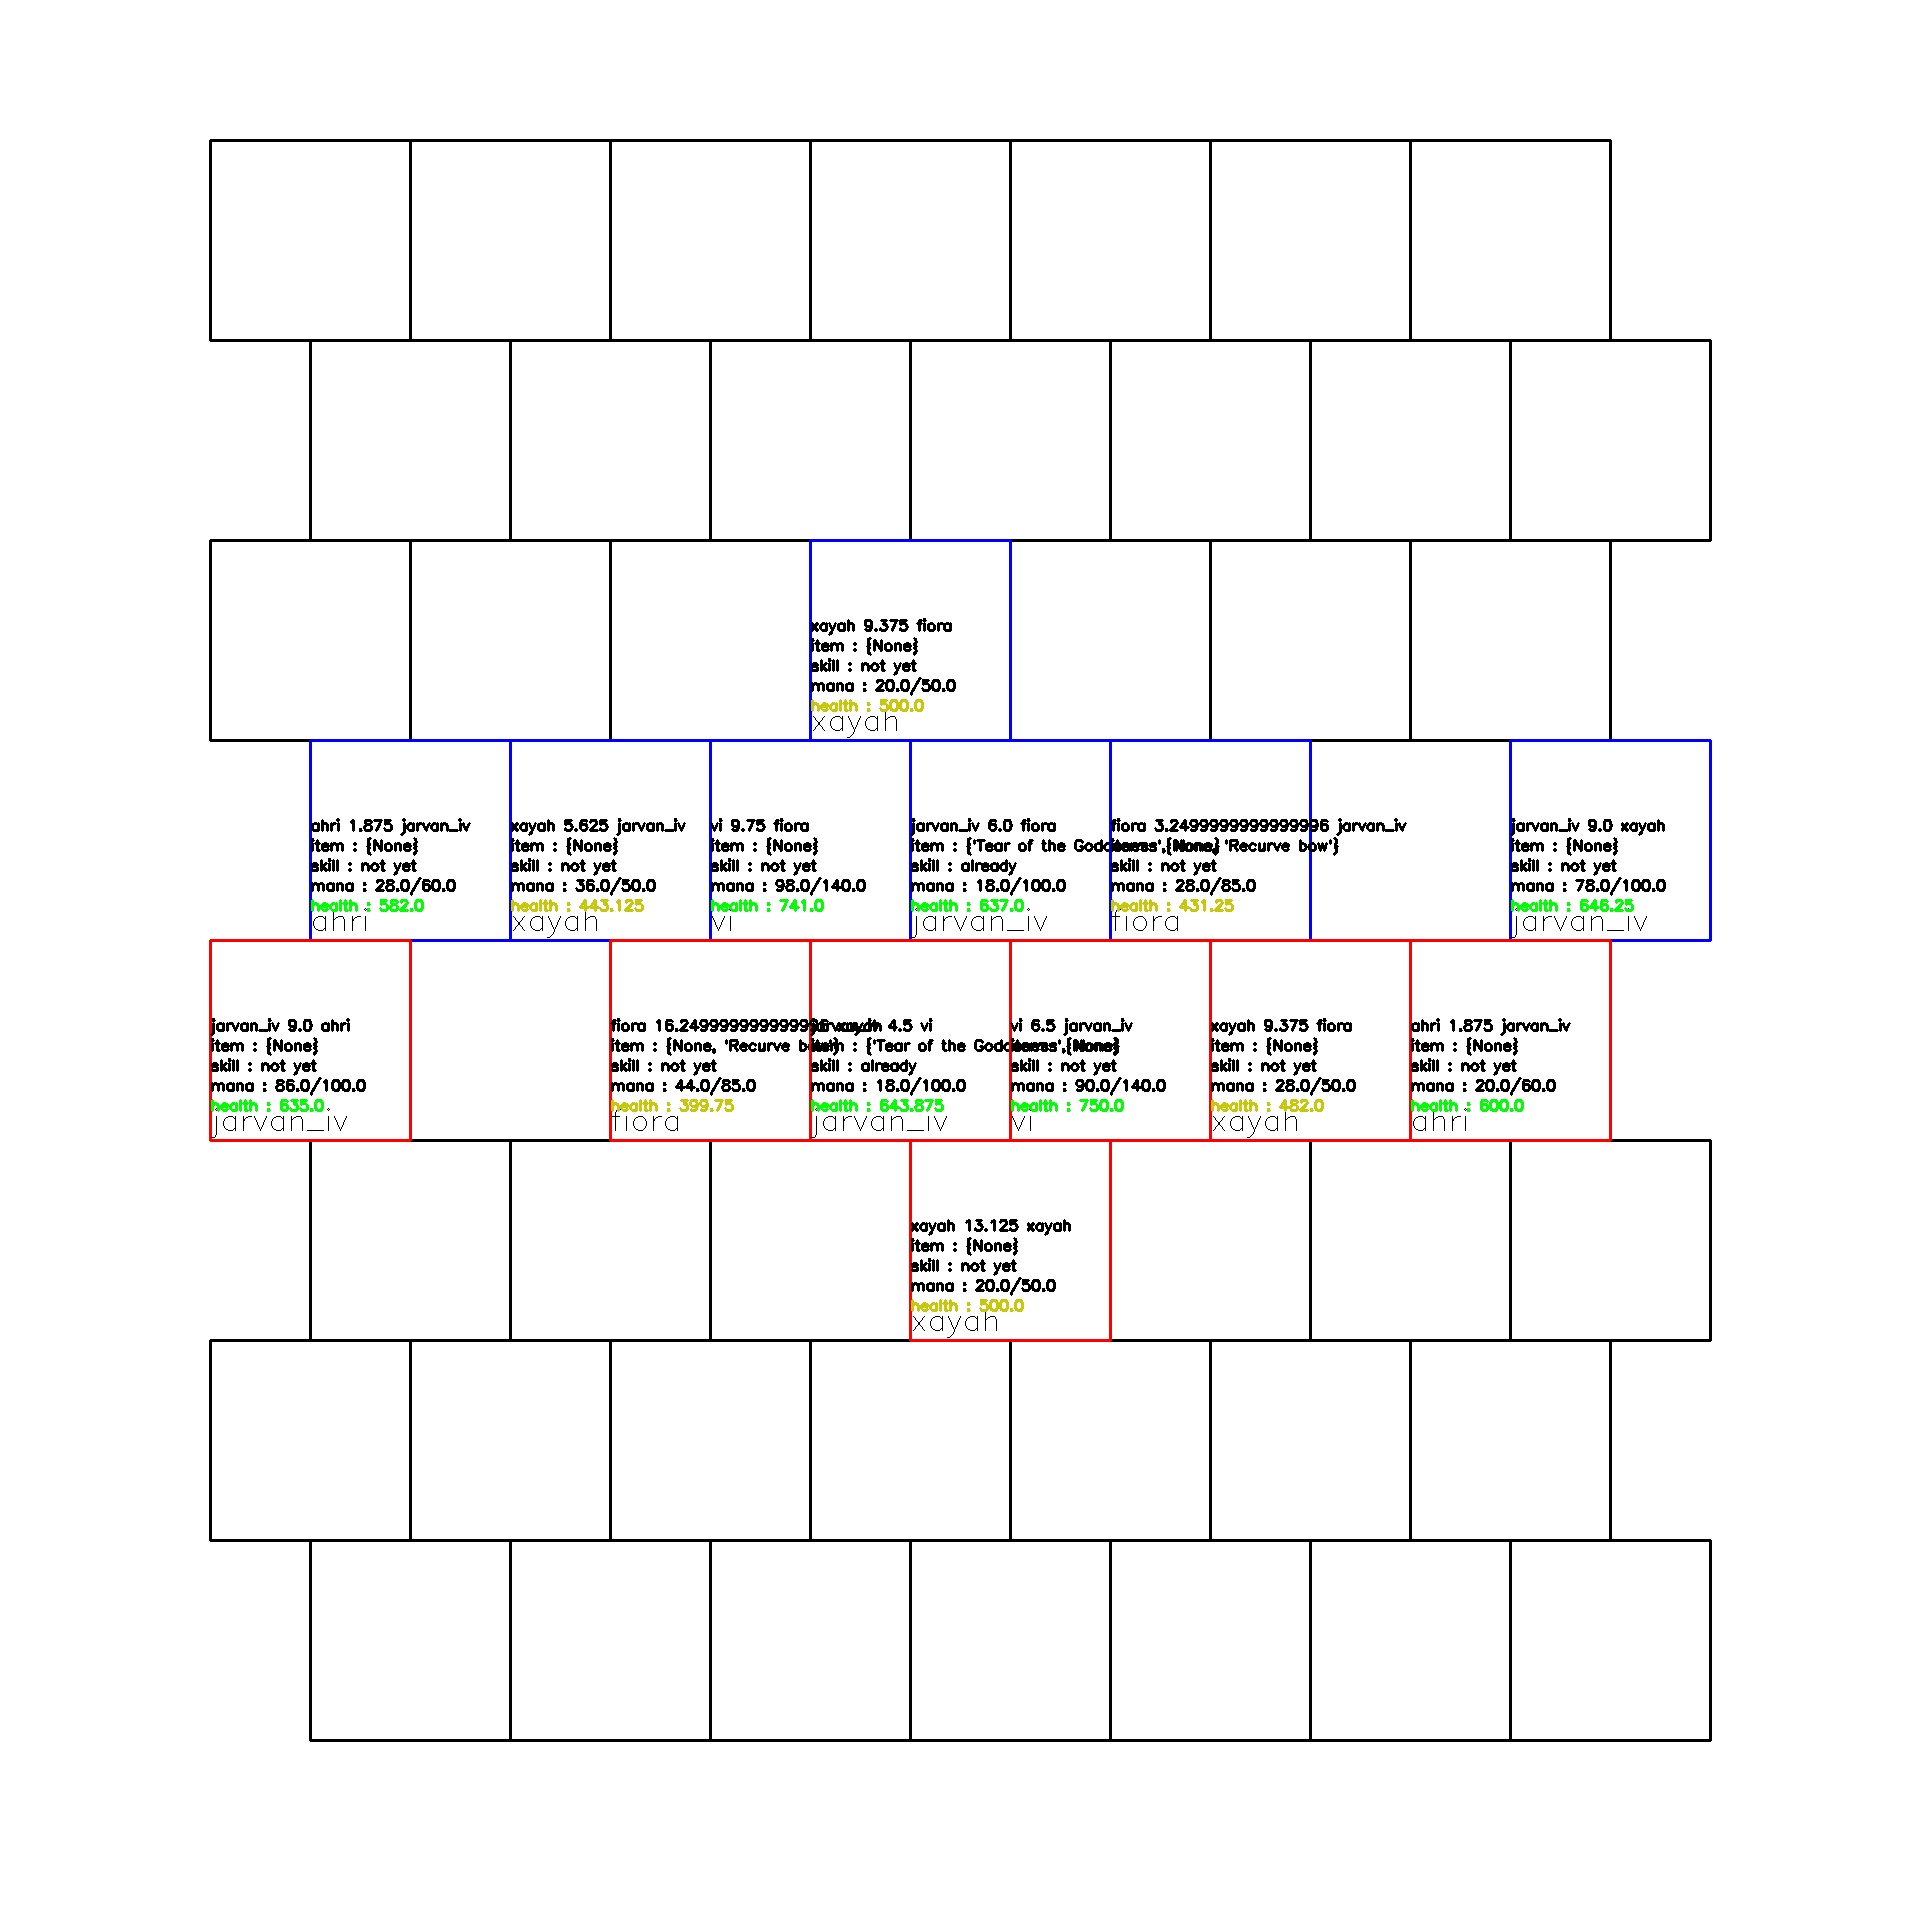 xayah 9.375 fiora
item : {None}
skill : not yet
mana : 20.0/50.0
health : 500.0
xayah
ahri 1.875 jarvan_iv
item : {None}
skill : not yet
mana : 28.0/60.0
health : 582.0
ahri
xayah 5.625 jarvan_iv
item : {None}
skill : not yet
mana : 36.0/50.0
health : 443.125
xayah
vi 9.75 fiora
item : {None}
skill : not yet
mana : 98.0/140.0
health : 741.0
vi
jarvan_iv 6.0 fiora
item : {'Tear of the Goddess', 'Recurve bow'}
skill : already
mana : 18.0/100.0
health : 637.0
jarvan_iv
fiora 3.2499999999999996 jarvan_iv
item : {None}
skill : not yet
mana : 28.0/85.0
health : 431.25
fiora
jarvan_iv 9.0 xayah
item : {None}
skill : not yet
mana : 78.0/100.0
health : 646.25
jarvan_iv
jarvan_iv 9.0 ahri
item : {None}
skill : not yet
mana : 86.0/100.0
health : 635.0
jarvan_iv
fiora xayah
item : {None, 'Recurve bow'}
skill : not yet
mana : 44.0/85.0
health : 399.75
fiora
jarvan_iv 4.5 vi
item : {'Tear of the
skill : already
mana : 18.0/100.0
health : 643.875
jarvan_iv
vi 6.5 jarvan_iv
item : {None}
skill : not yet
mana : 90.0/140.0
health : 750.0
vi
xayah 9.375 fiora
item : {None}
skill : not yet
mana : 28.0/50.0
health : 482.0
xayah
ahri 1.875 jarvan_iv
item : {None}
skill : not yet
mana : 20.0/60.0
health : 600.0
ahri
xayah 13.125 xayah
item : {None}
skill : not yet
mana : 20.0/50.0
health : 500.0
xayah